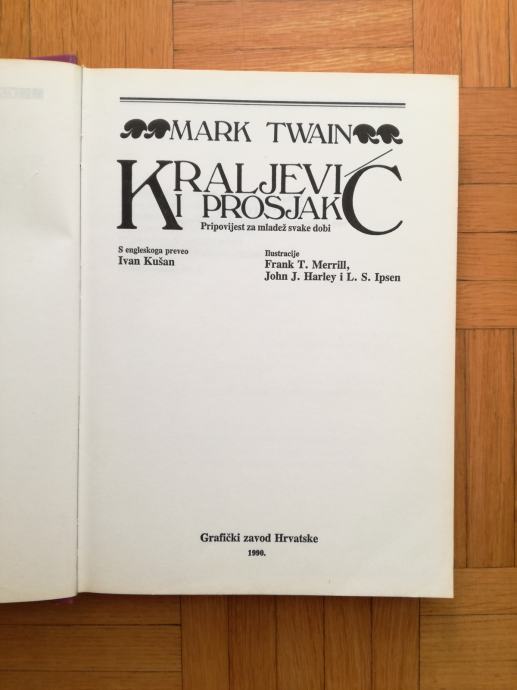 MARK TWAIN
KRALJEVIĆ
I PROSJAK
Pripovijest za mladež svake dobi
S engleskoga preveo
Ivan Kušan
Ilustracije
Frank T. Merrill,
John J. Harley i L. S. Ipsen
Grafički zavod Hrvatske
1990.